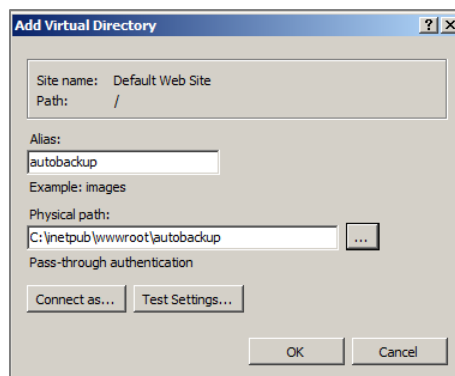 Add Virtual Directory
? X
Site name: Default Web Site
Path: /
Alias:
autobackup
Example: images
Physical path:
C:\inetpub\wwwroot\autobackup
...
Pass-through authentication
Connect as... Test Settings...
OK Cancel